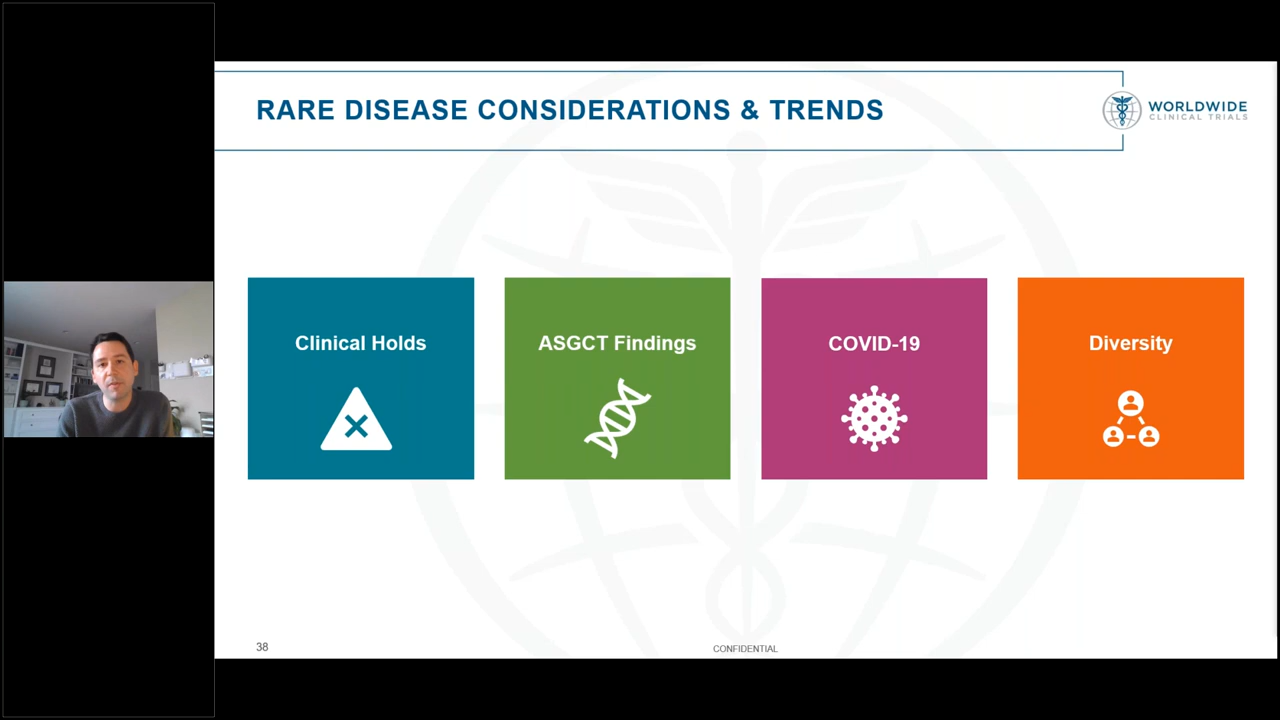 RARE DISEASE CONSIDERATIONS & TRENDS
WORLDWIDE
CLINICAL TRIALS
Clinical Holds
ASGCT Findings
COVID-19
Diversity
38
CONFIDENTIAL